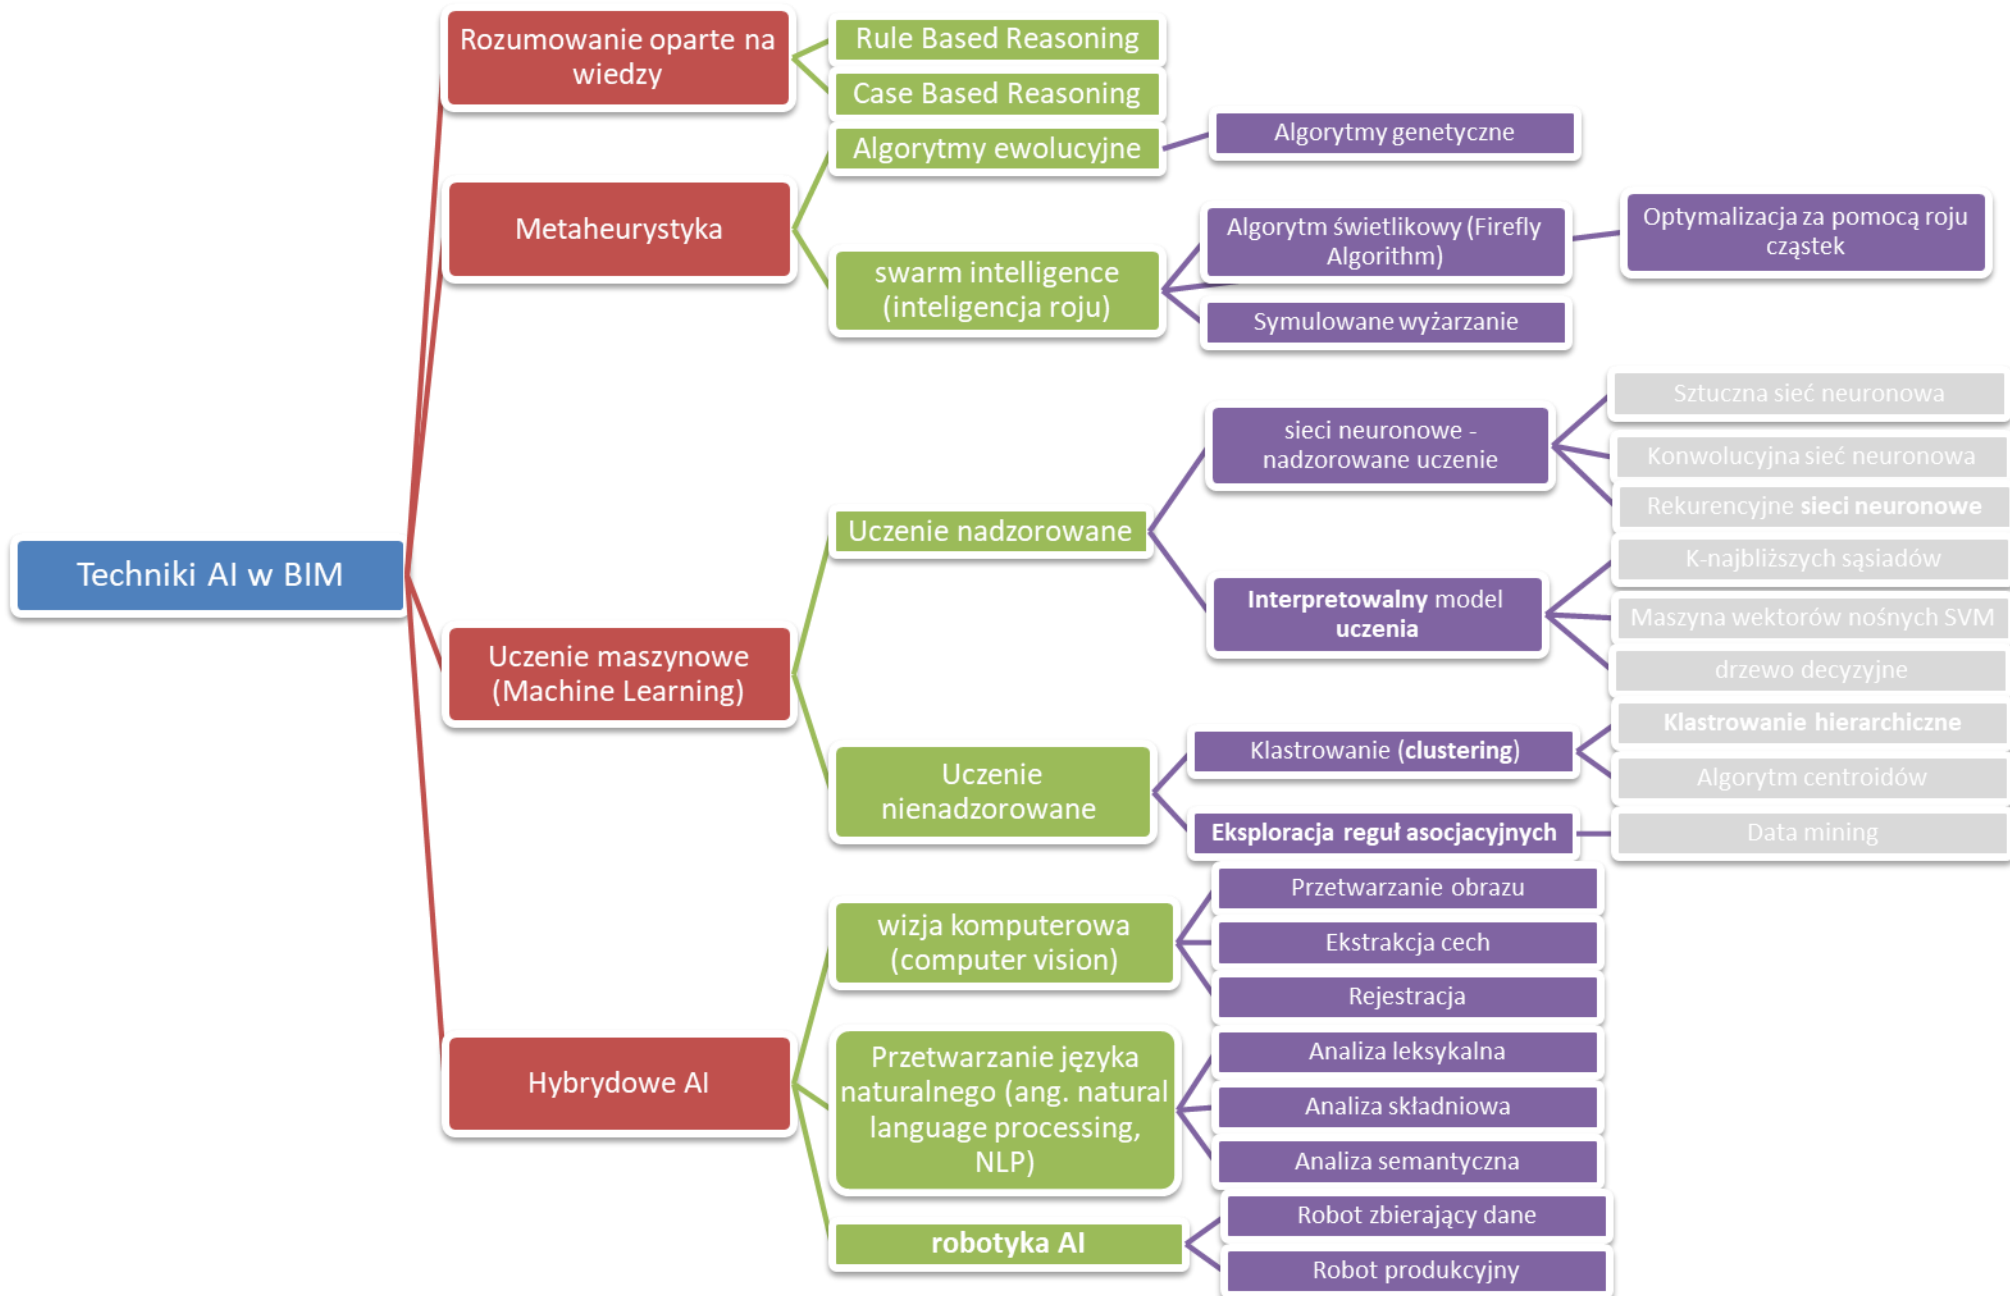 Techniki AI w BIM
Rozumowanie oparte na
wiedzy
Rule Based Reasoning
Case Based Reasoning
Metaheurystyka
Algorytmy ewolucyjne
Algorytmy genetyczne
swarm intelligence
(inteligencja roju)
Algorytm świetlikowy (Firefly
Algorithm)
Optymalizacja za pomocą roju
cząstek
Symulowane wyżarzanie
Uczenie maszynowe
(Machine Learning)
Uczenie nadzorowane
sieci neuronowe -
nadzorowane uczenie
Sztuczna sieć neuronowa
Konwolucyjna sieć neuronowa
Rekurencyjne sieci neuronowe
Interpretowalny model
uczenia
K-najbliższych sąsiadów
Maszyna wektorów nośnych SVM
drzewo decyzyjne
Uczenie
nienadzorowane
Klastrowanie (clustering)
Klastrowanie hierarchiczne
Algorytm centroidów
Eksploracja reguł asocjacyjnych
Data mining
Hybrydowe AI
wizja komputerowa
(computer vision)
Przetwarzanie obrazu
Ekstrakcja cech
Rejestracja
Przetwarzanie języka
naturalnego (ang. natural
language processing,
NLP)
Analiza leksykalna
Analiza składniowa
Analiza semantyczna
robotyka AI
Robot zbierający dane
Robot produkcyjny